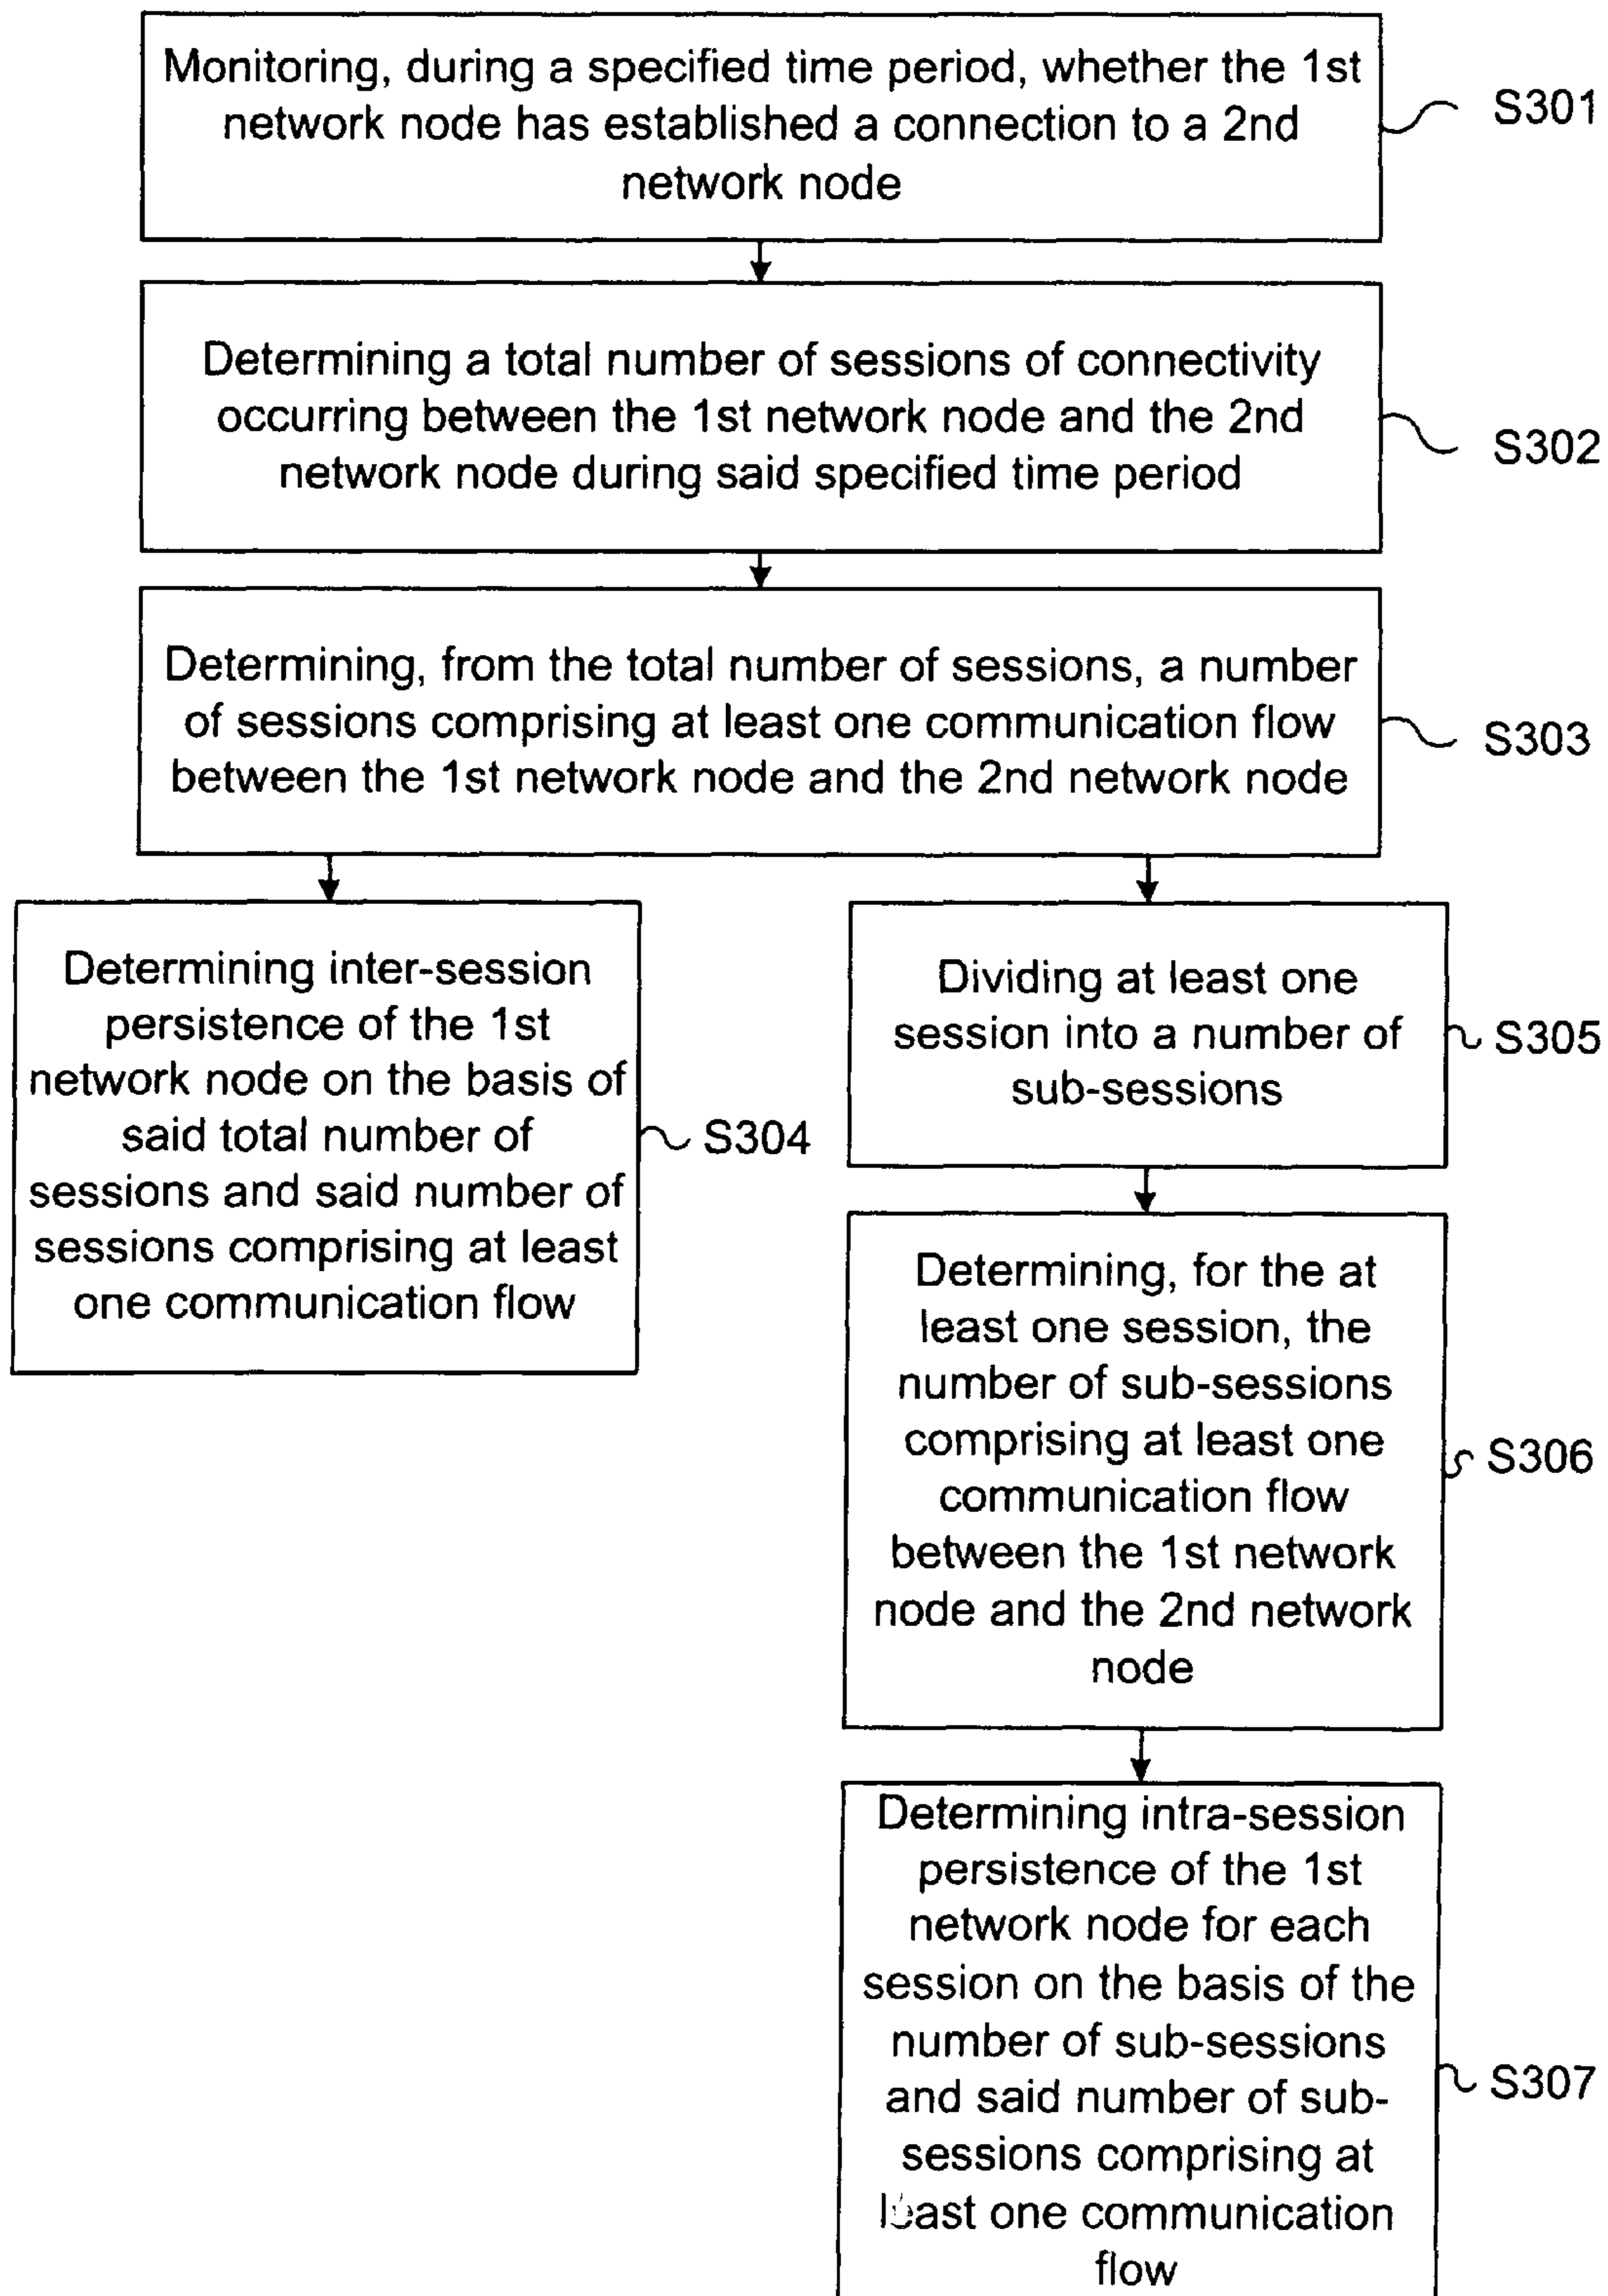 Monitoring, during a specified time period, whether the 1st
network node has established a connection to a 2nd
network node
S301
Determining a total number of sessions of connectivity
occurring between the 1st network node and the 2nd
network node during said specified time period
S302
Determining, from the total number of sessions, a number
of sessions comprising at least one communication flow
between the 1st network node and the 2nd network node
S303
Determining inter-session
persistence of the 1st
network node on the basis of
said total number of
sessions and said number of
sessions comprising at least
one communication flow
S304
Dividing at least one
session into a number of
sub-sessions
S305
Determining, for the at
least one session, the
number of sub-sessions
comprising at least one
communication flow
between the 1st network
node and the 2nd network
node
S306
Determining intra-session
persistence of the 1st
network node for each
session on the basis of the
number of sub-sessions
and said number of sub-
sessions comprising at
least one communication
flow
S307